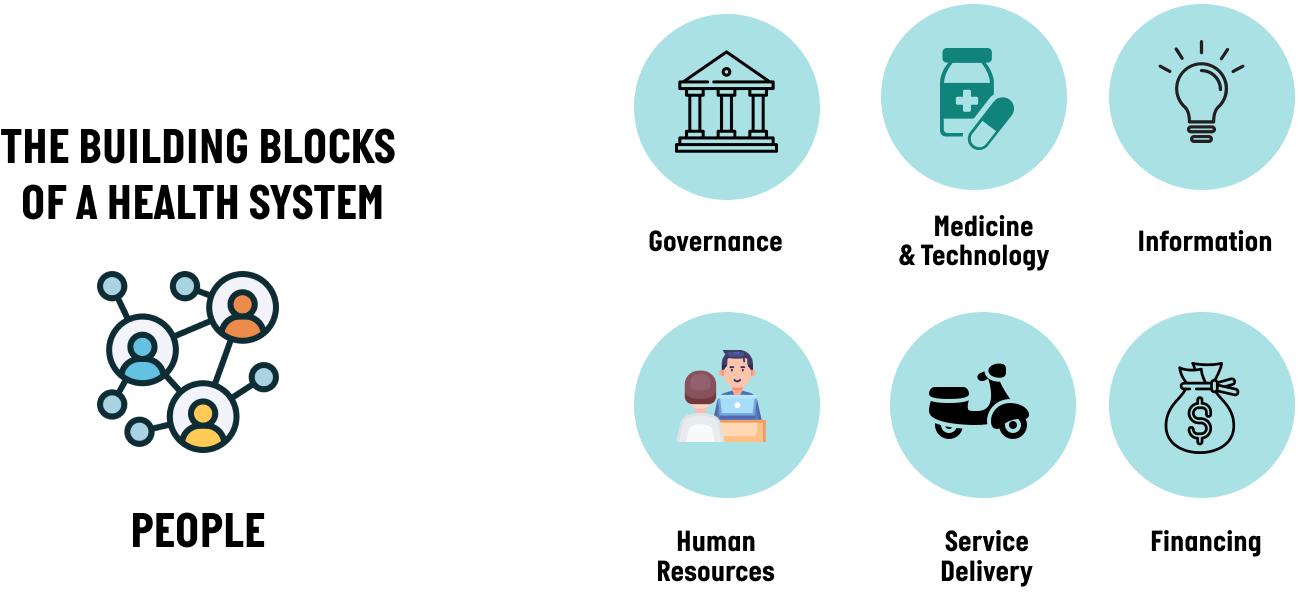 THE BUILDING BLOCKS
OF A HEALTH SYSTEM
PEOPLE
Governance
Medicine
& Technology
Information
Human
Resources
Service
Delivery
Financing